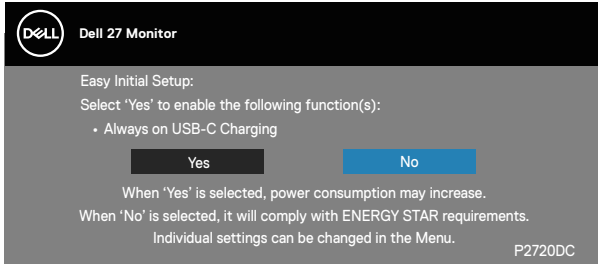 DELL
Dell 27 Monitor
Easy Initial Setup:
Select ‘Yes’ to enable the following function(s):
• Always on USB-C Charging
Yes
No
When ‘Yes’ is selected, power consumption may increase.
When ‘No’ is selected, it will comply with ENERGY STAR requirements.
Individual settings can be changed in the Menu.
P2720DC